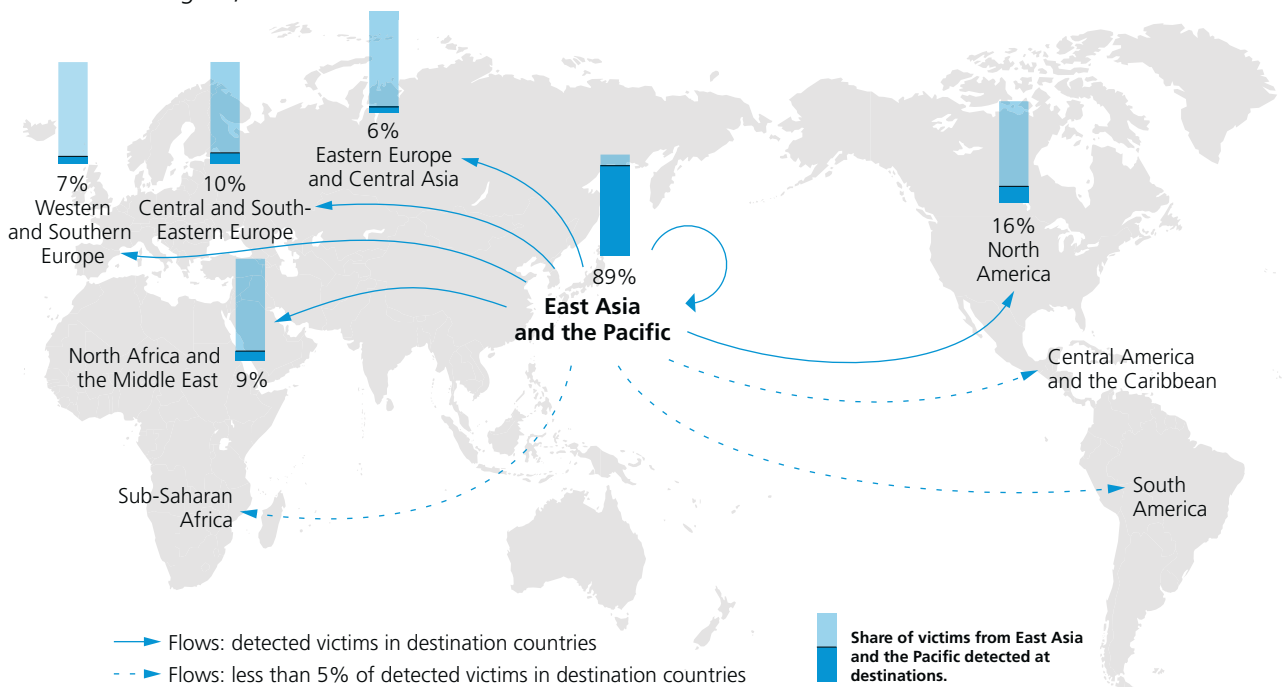 6%
Eastern Europe
and Central Asia
7%
Western
and Southern
Europe
10%
Central and South-
Eastern Europe
89%
East Asia
and the Pacific
16%
North
America
North Africa and
the Middle East
9%
Central America
and the Caribbean
Sub-Saharan
Africa
South
America
Flows: detected victims in destination countries
Flows: less than 5% of detected victims in destination countries
Share of victims from East Asia
and the Pacific detected at
destinations.